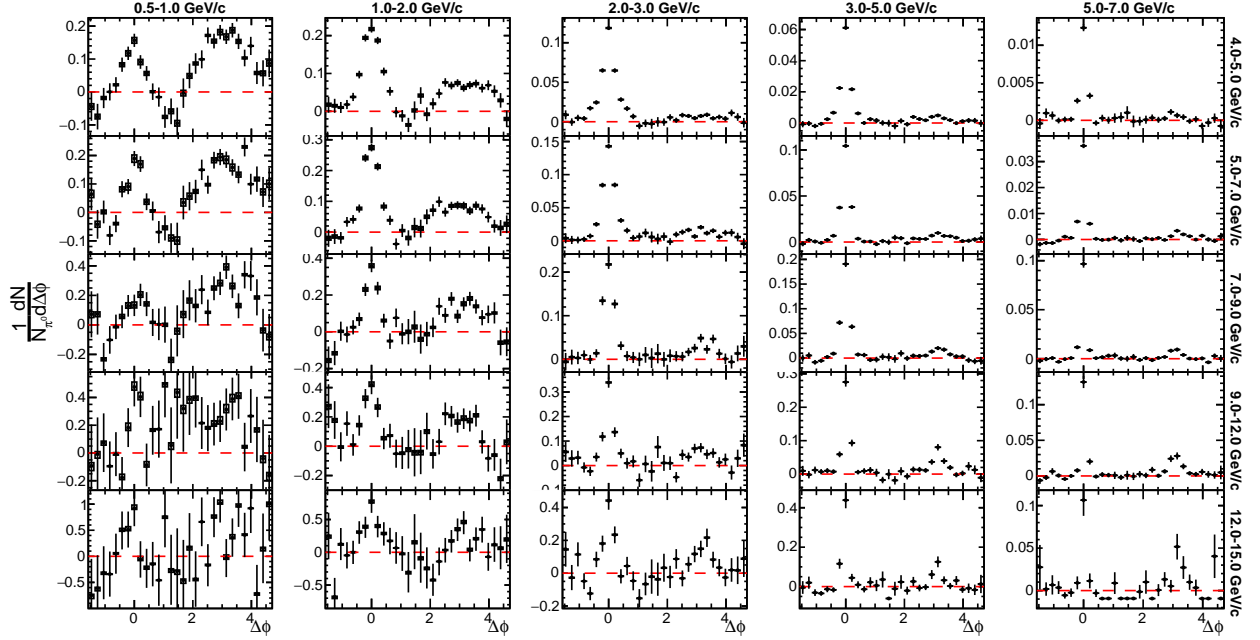 0.5-1.0 GeV/c 1.0-2.0 GeV/c 2.0-3.0 GeV/c 3.0-5.0 GeV/c 5.0-7.0 GeV/c
0.1 0 −0.1 0.2 0.1 0 0.1 0.05 0 0.06 0.04 0.02 0 0.01 0.005 0 4.0-5.0 GeV/c
0.2 0.1 0 −0.1 0.3 0.2 0.1 0 0.15 0.1 0.05 0 0.1 0.05 0 0.03 0.02 0.01 0 5.0-7.0 GeV/c
1/N_π⁰ dN/dΔϕ
0.4 0.2 0 −0.2 0.4 0.2 0 −0.2 0.2 0.1 0 0.2 0.15 0.1 0.05 0 0.1 0.05 0 7.0-9.0 GeV/c
0.4 0.2 0 −0.2 0.4 0.2 0 −0.2 −0.4 0.3 0.2 0.1 0 0.1 0.3 0.2 0.1 0 0.1 0.05 0 9.0-12.0 GeV/c
0.5 0 −0.5 0.5 0 −0.5 0.4 0.2 0 −0.2 0.4 0.2 0 0.1 0.05 0 12.0-15.0 GeV/c
0 2 4 0 2 4 0 2 4 0 2 4 0 2 4
Δϕ Δϕ Δϕ Δϕ Δϕ